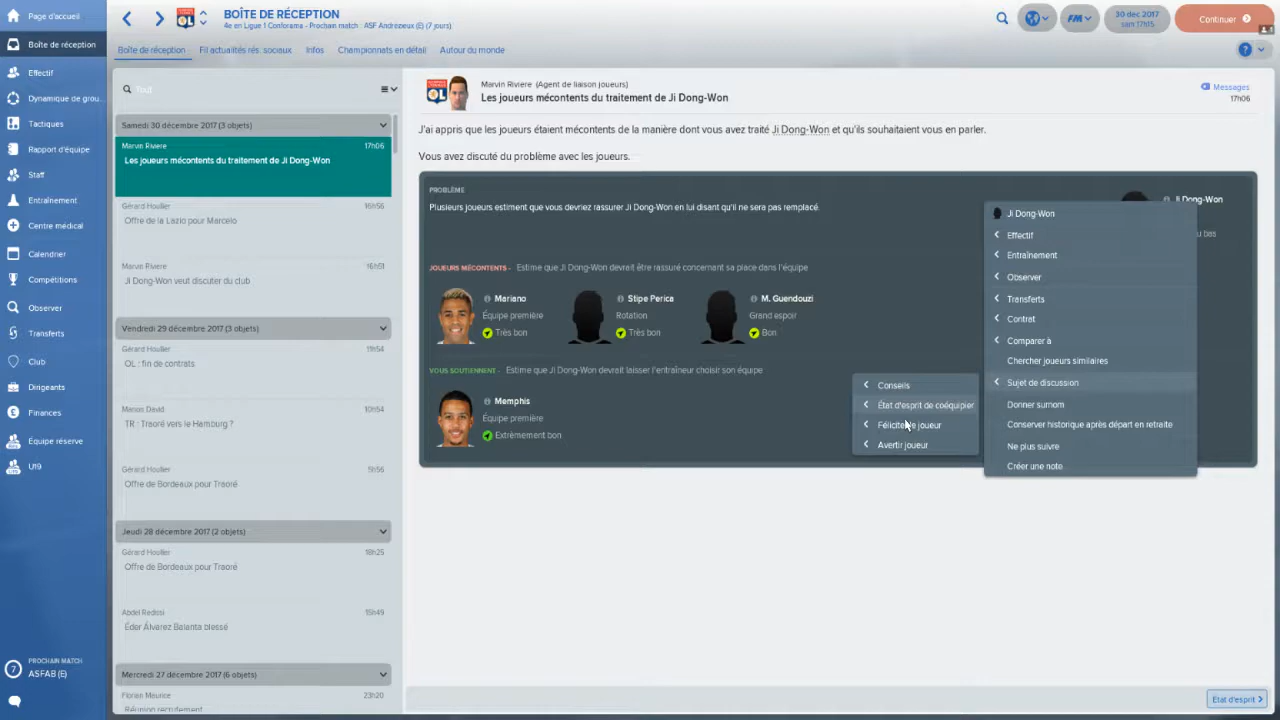 Page d'accueil
Boîte de réception
Effectif
Dynamique de grou...
Tactiques
Rapport d'équipe
Staff
Entraînement
Centre médical
Calendrier
Compétitions
Observer
Transferts
Club
Dirigeants
Finances
Équipe réserve
U19
PROCHAIN MATCH
ASFAB (E)
BOÎTE DE RÉCEPTION
4e en Ligue 1 Conforama - Prochain match : ASF Andrézieux (E) (7 jours)
FM
30 déc 2017
sam 17h15
Continuer
1
Boîte de réception
Fil actualités rés. sociaux
Infos
Championnats en détail
Autour du monde
?
Tout
Samedi 30 décembre 2017 (3 objets)
Marvin Riviere 17h06
Les joueurs mécontents du traitement de Ji Dong-Won
Gérard Houllier 16h56
Offre de la Lazio pour Marcelo
Marvin Riviere 16h51
Ji Dong-Won veut discuter du club
Vendredi 29 décembre 2017 (3 objets)
Gérard Houllier 11h54
OL : fin de contrats
Marion David 10h54
TR : Traoré vers le Hamburg ?
Gérard Houllier 5h56
Offre de Bordeaux pour Traoré
Jeudi 28 décembre 2017 (2 objets)
Gérard Houllier 18h25
Offre de Bordeaux pour Traoré
Abdel Redissi 15h49
Éder Álvarez Balanta blessé
Mercredi 27 décembre 2017 (6 objets)
Florian Maurice 23h20
Réunion recrutement
OL
Marvin Riviere (Agent de liaison joueurs)
Les joueurs mécontents du traitement de Ji Dong-Won
Messages
17h06
J'ai appris que les joueurs étaient mécontents de la manière dont vous avez traité Ji Dong-Won et qu'ils souhaitaient vous en parler.
Vous avez discuté du problème avec les joueurs.
PROBLÈME
Plusieurs joueurs estiment que vous devriez rassurer Ji Dong-Won en lui disant qu'il ne sera pas remplacé.
Ji Dong-Won
bas
JOUEURS MÉCONTENTS - Estime que Ji Dong-Won devrait être rassuré concernant sa place dans l'équipe
Mariano
Équipe première
Très bon
Stipe Perica
Rotation
Très bon
M. Guendouzi
Grand espoir
Bon
VOUS SOUTIENNENT - Estime que Ji Dong-Won devrait laisser l'entraîneur choisir son équipe
Memphis
Équipe première
Extrêmement bon
Ji Dong-Won
Effectif
Entraînement
Observer
Transferts
Contrat
Comparer à
Chercher joueurs similaires
Sujet de discussion
Donner surnom
Conserver historique après départ en retraite
Ne plus suivre
Créer une note
Conseils
État d'esprit de coéquipier
Féliciter joueur
Avertir joueur
État d'esprit